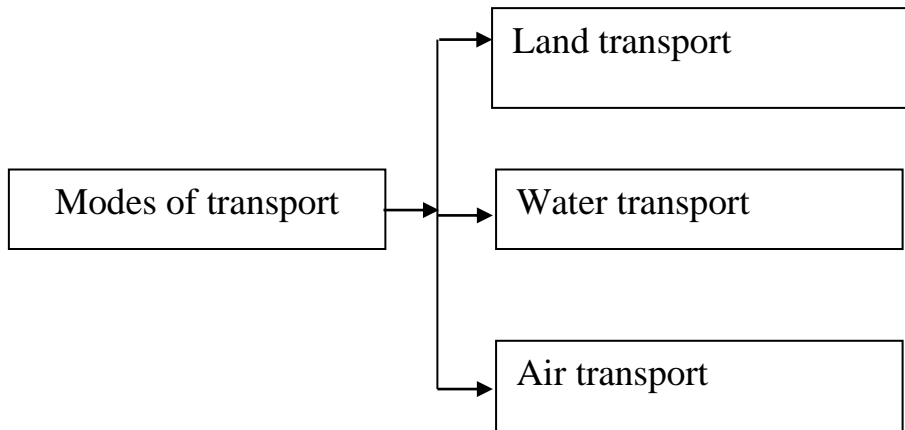 Land transport
Modes of transport
Water transport
Air transport